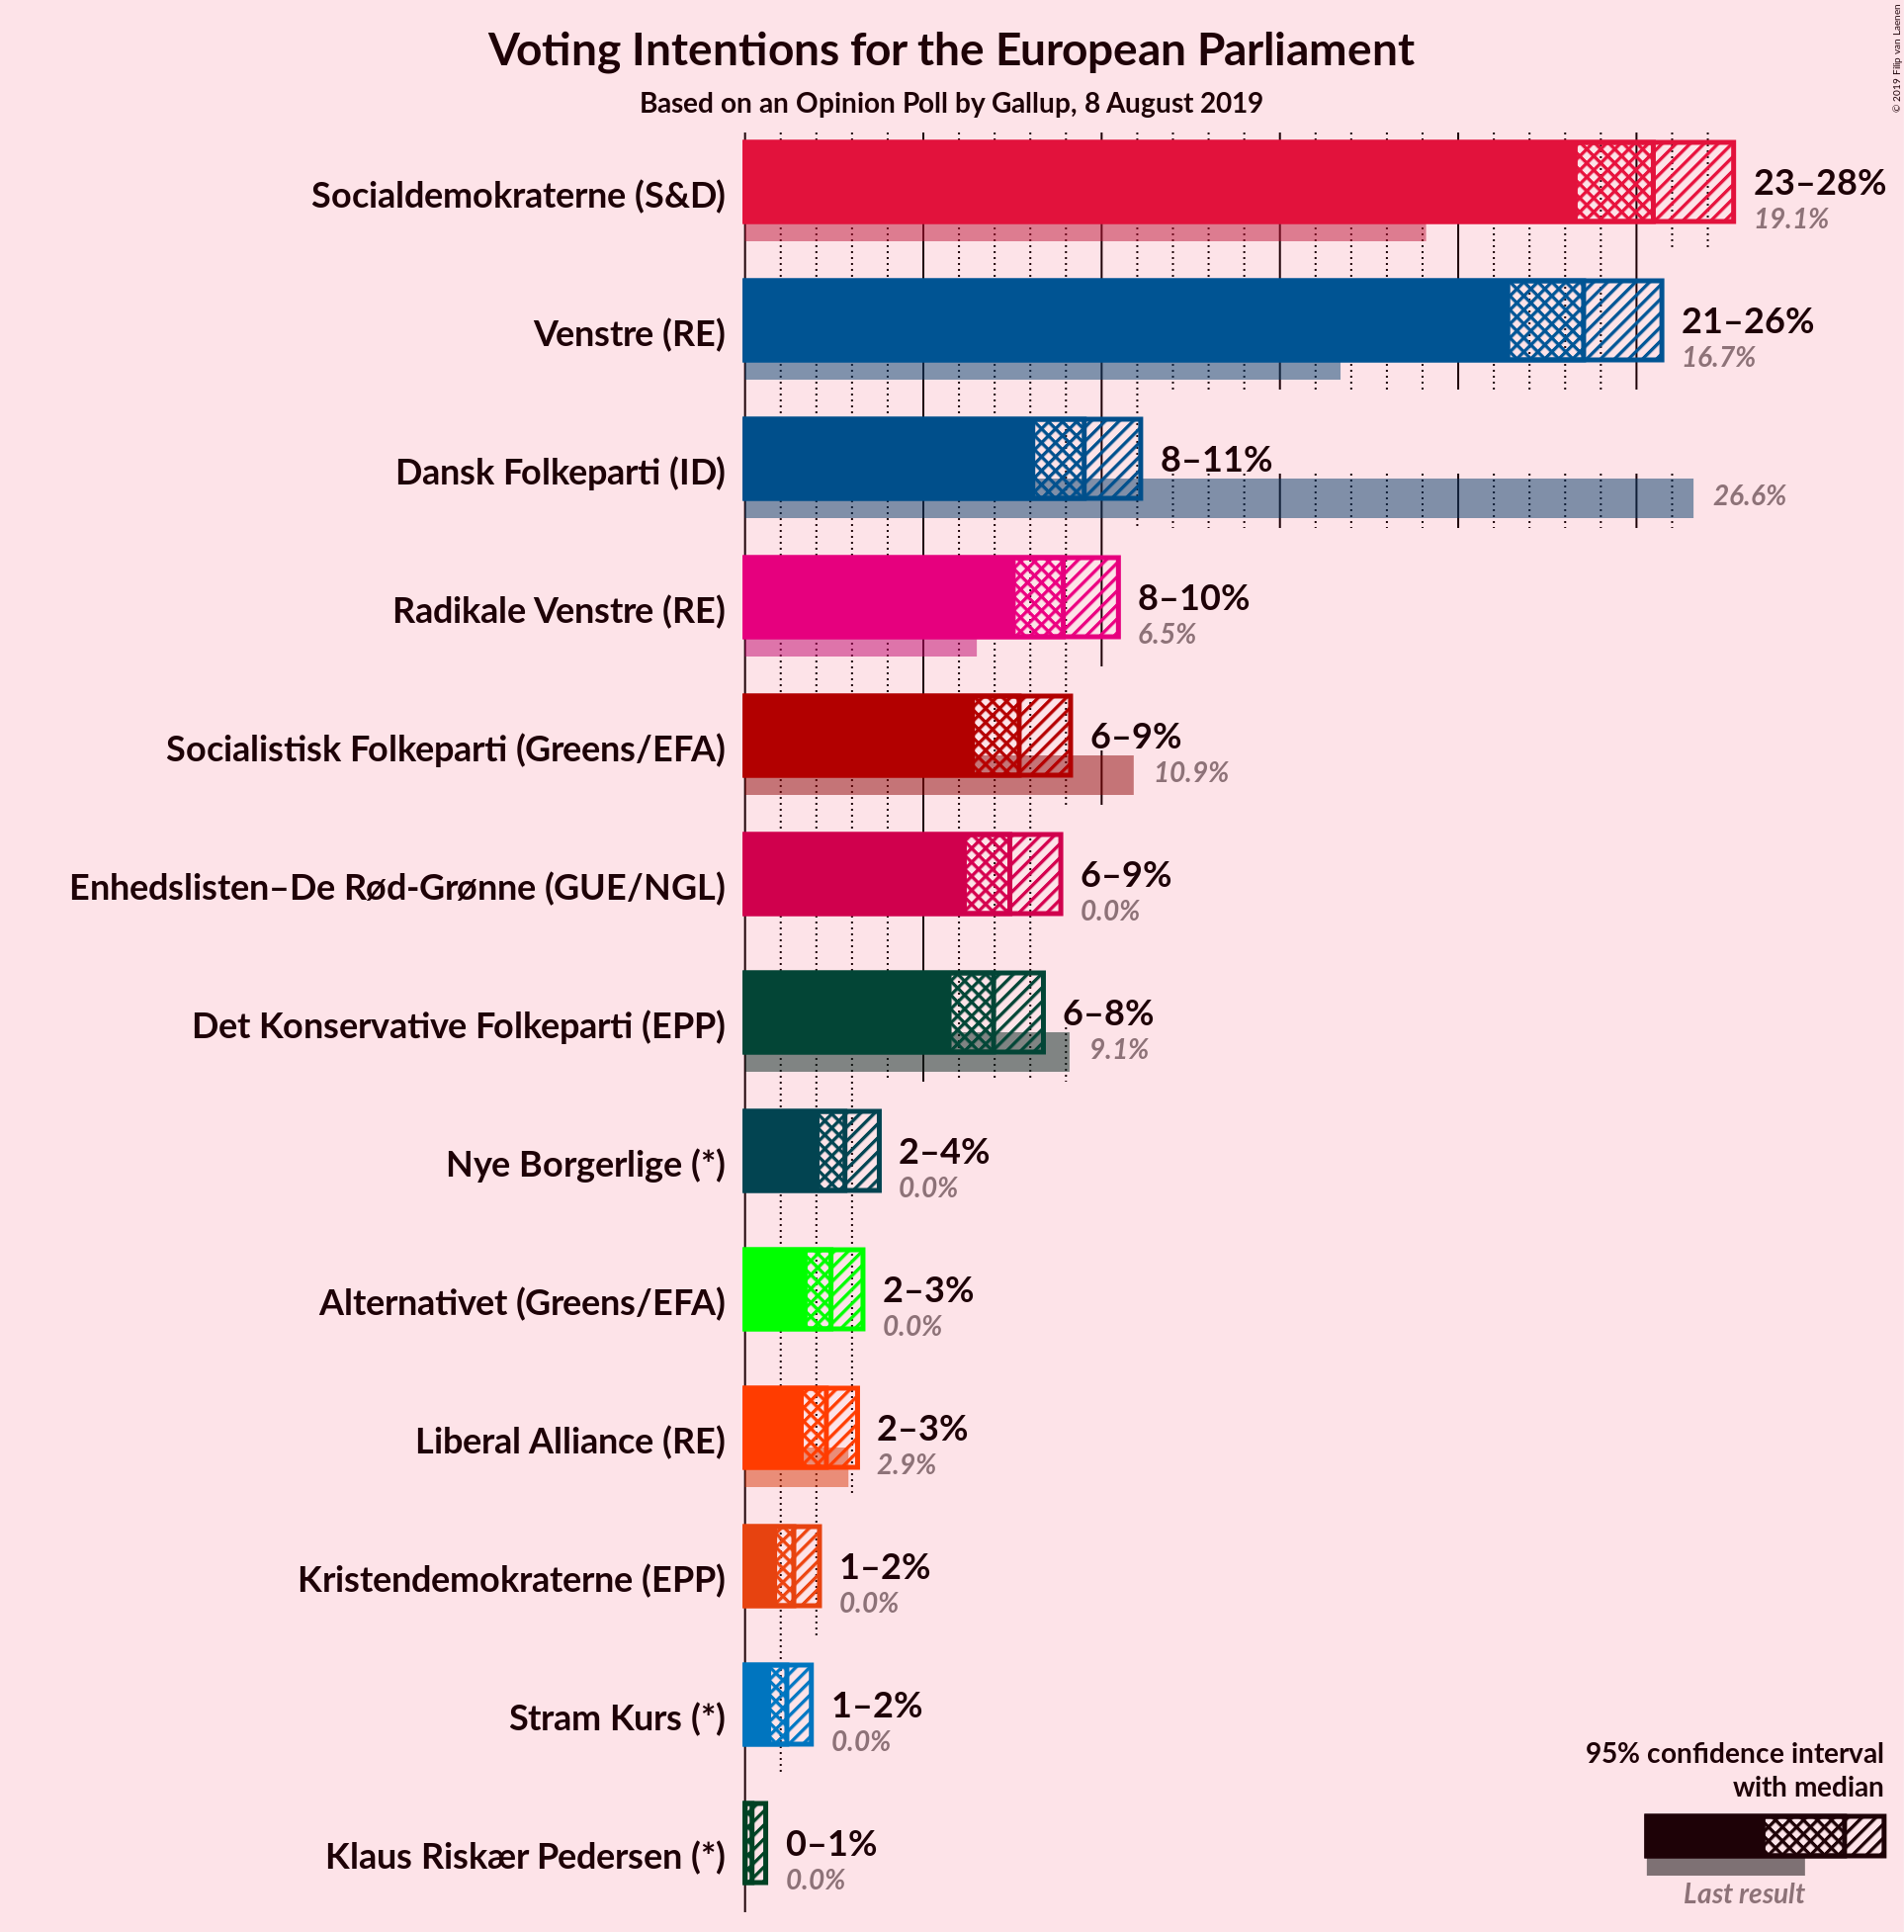 Voting Intentions for the European Parliament
Based on an Opinion Poll by Gallup, 8 August 2019
© 2019 Filip van Laenen
Socialdemokraterne (S&D)
23–28%
19.1%
Venstre (RE)
21–26%
16.7%
Dansk Folkeparti (ID)
8–11%
26.6%
Radikale Venstre (RE)
8–10%
6.5%
Socialistisk Folkeparti (Greens/EFA)
6–9%
10.9%
Enhedslisten–De Rød-Grønne (GUE/NGL)
6–9%
0.0%
Det Konservative Folkeparti (EPP)
6–8%
9.1%
Nye Borgerlige (*)
2–4%
0.0%
Alternativet (Greens/EFA)
2–3%
0.0%
Liberal Alliance (RE)
2–3%
2.9%
Kristendemokraterne (EPP)
1–2%
0.0%
Stram Kurs (*)
1–2%
0.0%
Klaus Riskær Pedersen (*)
0–1%
0.0%
95% confidence interval
with median
Last result